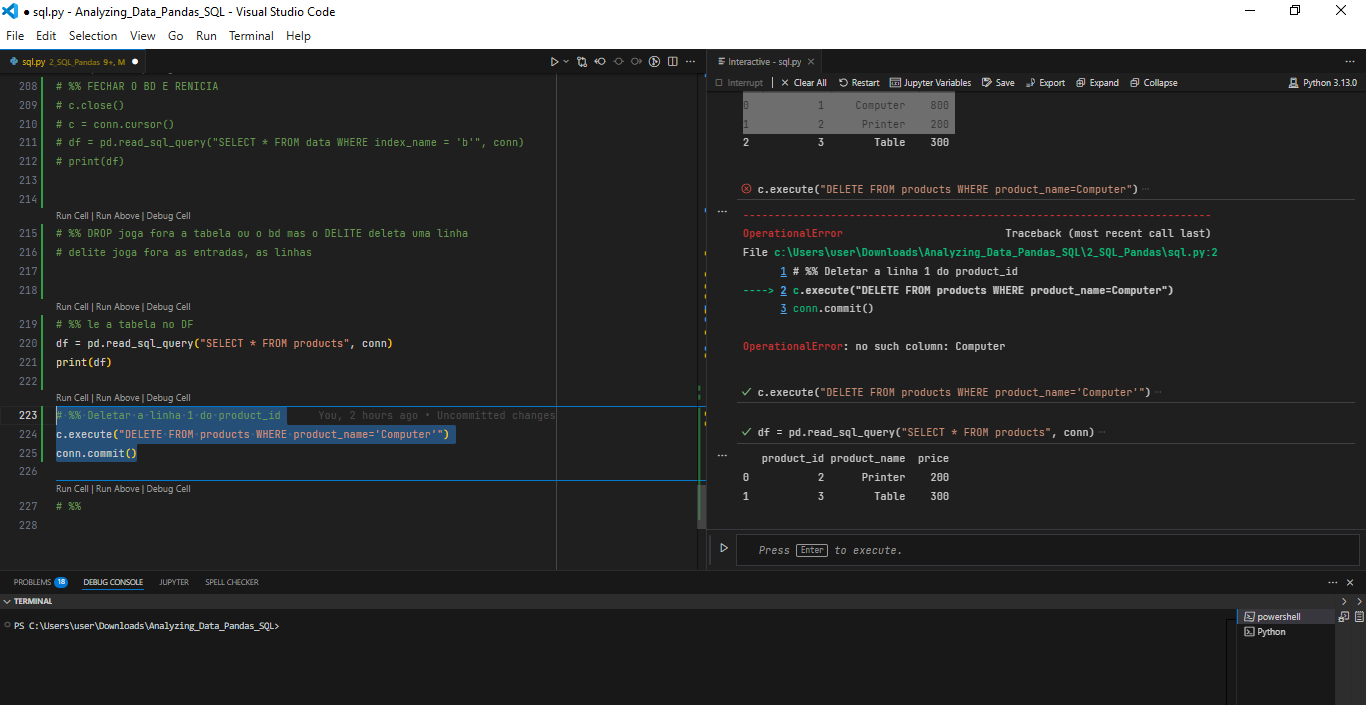 ● sql.py - Analyzing_Data_Pandas_SQL - Visual Studio Code
File Edit Selection View Go Run Terminal Help
sql.py 2_SQL_Pandas 9+, M ●
208 # %% FECHAR O BD E RENICIA
209 # c.close()
210 # c = conn.cursor()
211 # df = pd.read_sql_query("SELECT * FROM data WHERE index_name = 'b'", conn)
212 # print(df)
213
214
Run Cell | Run Above | Debug Cell
215 # %% DROP joga fora a tabela ou o bd mas o DELITE deleta uma linha
216 # delite joga fora as entradas, as linhas
217
218
Run Cell | Run Above | Debug Cell
219 # %% le a tabela no DF
220 df = pd.read_sql_query("SELECT * FROM products", conn)
221 print(df)
222
Run Cell | Run Above | Debug Cell
223 # %% Deletar a linha 1 do product_id You, 2 hours ago • Uncommitted changes
224 c.execute("DELETE FROM products WHERE product_name='Computer'")
225 conn.commit()
226
Run Cell | Run Above | Debug Cell
227 # %%
228
Interactive - sql.py
Interrupt | Clear All Restart Jupyter Variables Save Export Expand Collapse Python 3.13.0
0 1 Computer 800
1 2 Printer 200
2 3 Table 300
c.execute("DELETE FROM products WHERE product_name=Computer") ...
---------------------------------------------------------------------------
OperationalError Traceback (most recent call last)
File c:\Users\user\Downloads\Analyzing_Data_Pandas_SQL\2_SQL_Pandas\sql.py:2
1 # %% Deletar a linha 1 do product_id
----> 2 c.execute("DELETE FROM products WHERE product_name=Computer")
3 conn.commit()
OperationalError: no such column: Computer
✓ c.execute("DELETE FROM products WHERE product_name='Computer'") ...
✓ df = pd.read_sql_query("SELECT * FROM products", conn) ...
product_id product_name price
0 2 Printer 200
1 3 Table 300
Press Enter to execute.
PROBLEMS 18 DEBUG CONSOLE JUPYTER SPELL CHECKER
TERMINAL
PS C:\Users\user\Downloads\Analyzing_Data_Pandas_SQL>
powershell
Python